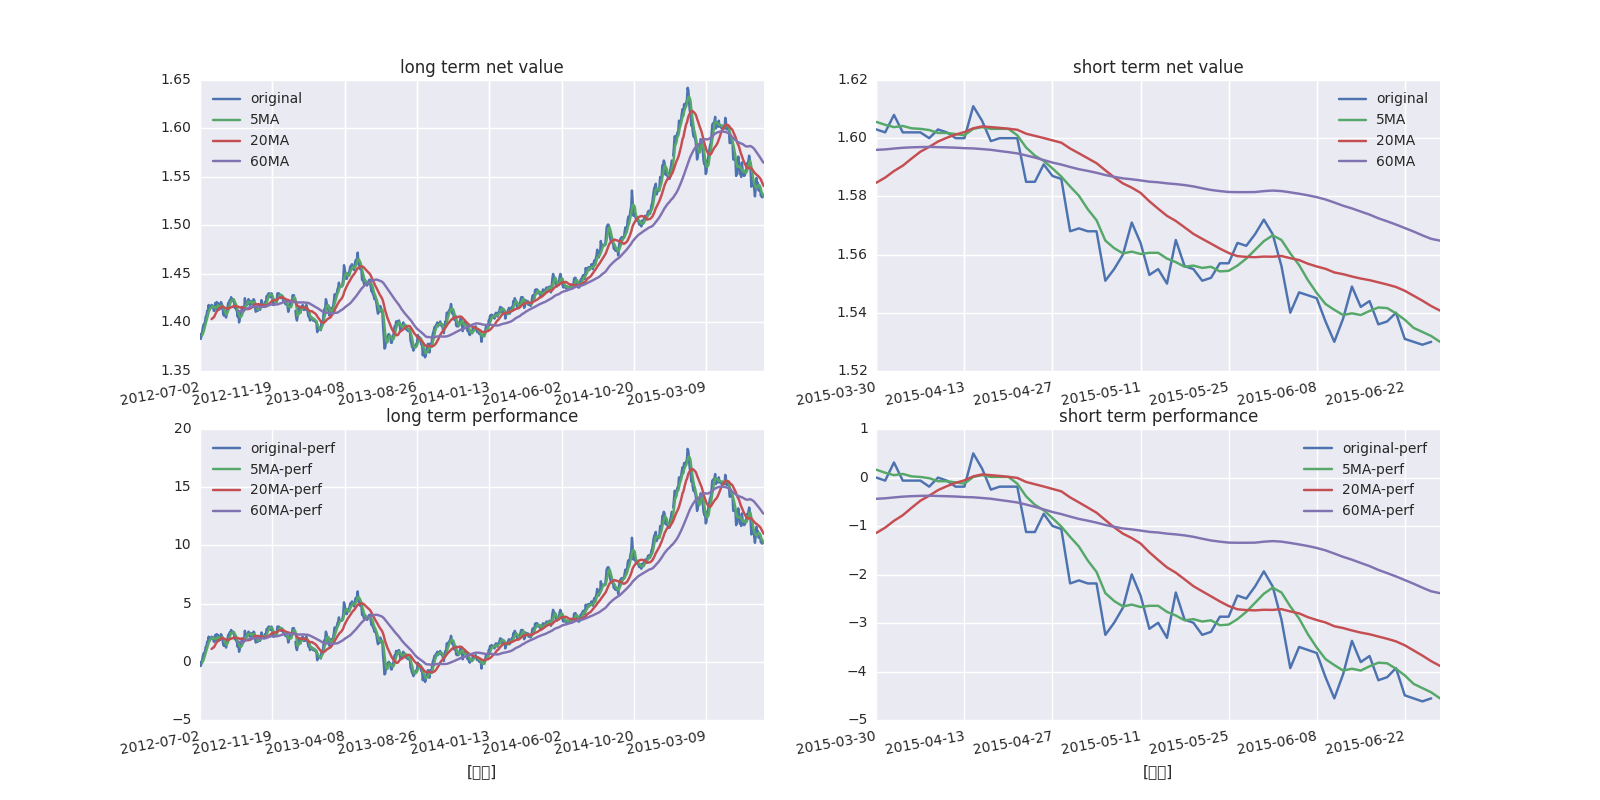 long term net value
1.65
1.60
1.55
1.50
1.45
1.40
1.35
original
5MA
20MA
60MA
2012-07-02 2012-11-19 2013-04-08 2013-08-26 2014-01-13 2014-06-02 2014-10-20 2015-03-09
short term net value
1.62
1.60
1.58
1.56
1.54
1.52
original
5MA
20MA
60MA
2015-03-30 2015-04-13 2015-04-27 2015-05-11 2015-05-25 2015-06-08 2015-06-22
long term performance
20
15
10
5
0
−5
original-perf
5MA-perf
20MA-perf
60MA-perf
2012-07-02 2012-11-19 2013-04-08 2013-08-26 2014-01-13 2014-06-02 2014-10-20 2015-03-09
short term performance
1
0
−1
−2
−3
−4
−5
original-perf
5MA-perf
20MA-perf
60MA-perf
2015-03-30 2015-04-13 2015-04-27 2015-05-11 2015-05-25 2015-06-08 2015-06-22